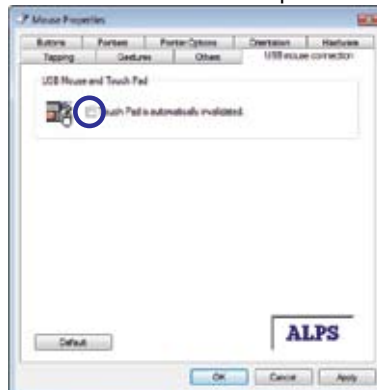 Mouse Properties
Buttons Pointers Pointer Options Orientation Hardware
Tapping Gestures Others USB mouse connection
USB Mouse and Touch Pad
Touch Pad is automatically invalidated.
ALPS
Default
OK Cancel Apply